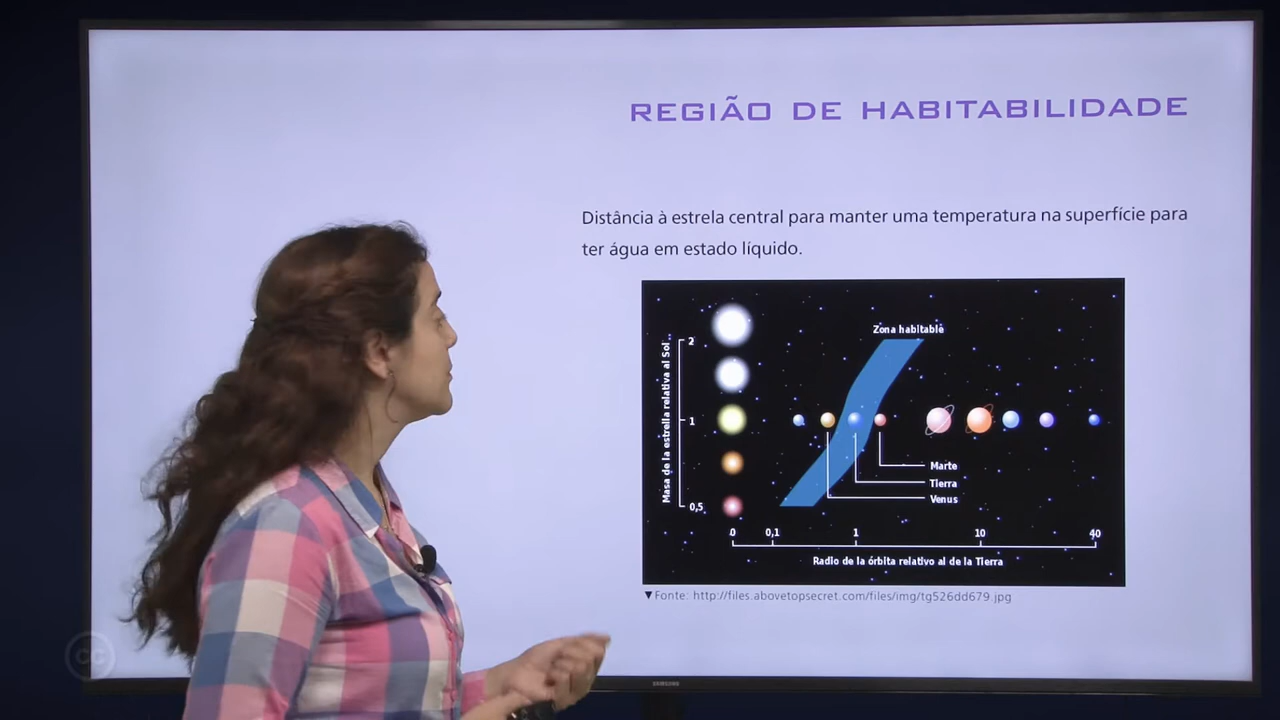 REGIÃO DE HABITABILIDADE
Distância à estrela central para manter uma temperatura na superfície para
ter água em estado líquido.
Zona habitable
Masa de la estrella relativa al Sol
2
1
0,5
Marte
Tierra
Venus
0 0,1 1 10 40
Radio de la órbita relativo al de la Tierra
▼Fonte: http://files.abovetopsecret.com/files/img/tg526dd679.jpg
cc
SAMSUNG